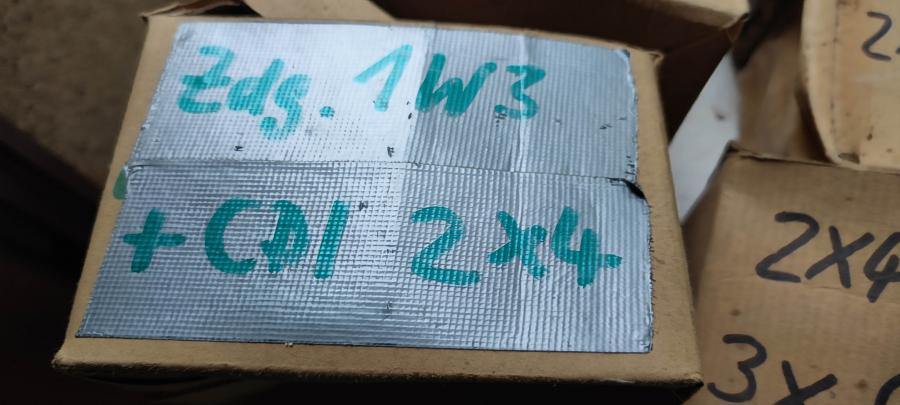 Zdg. 1W3
+ CDI 2x4
2x4
3x